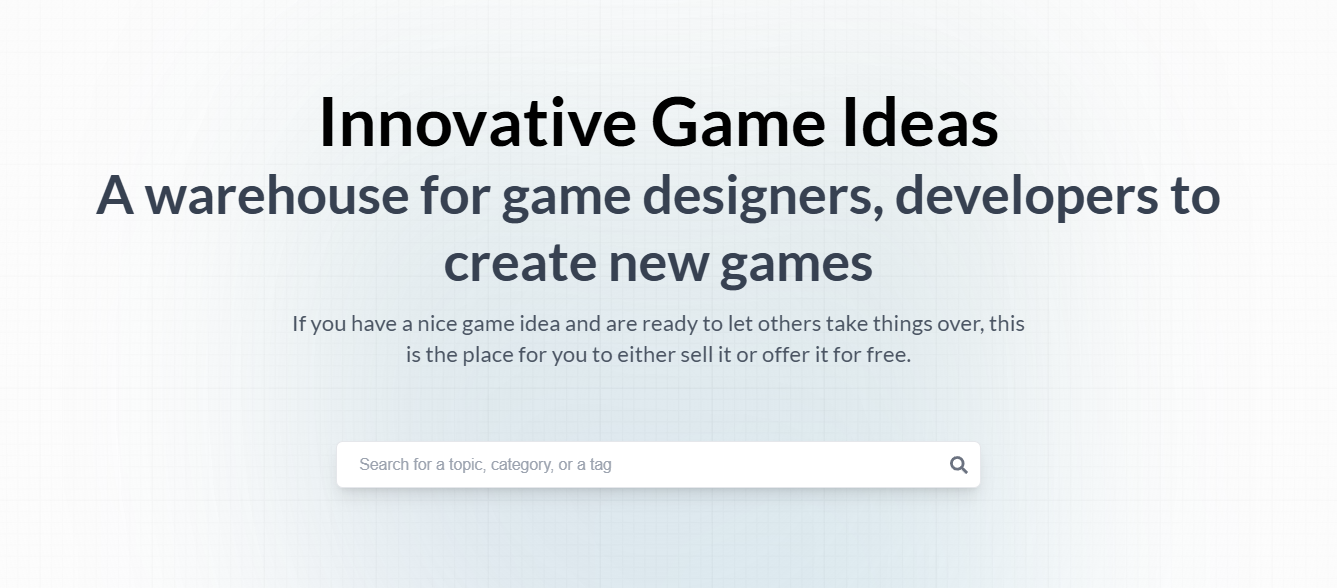 Innovative Game Ideas
A warehouse for game designers, developers to
create new games
If you have a nice game idea and are ready to let others take things over, this
is the place for you to either sell it or offer it for free.
Search for a topic, category, or a tag